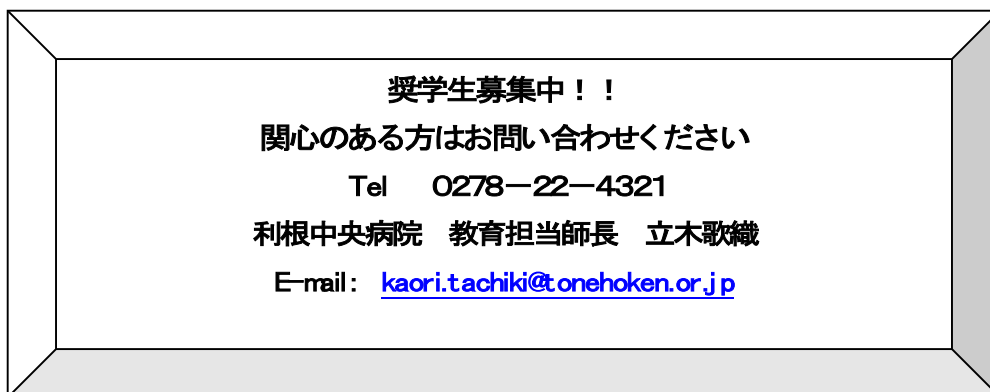 奨学生募集中！！
関心のある方はお問い合わせください
Tel　０２７８－２２－４３２１
利根中央病院　教育担当師長　立木歌織
E-mail：　kaori.tachiki@tonehoken.or.jp